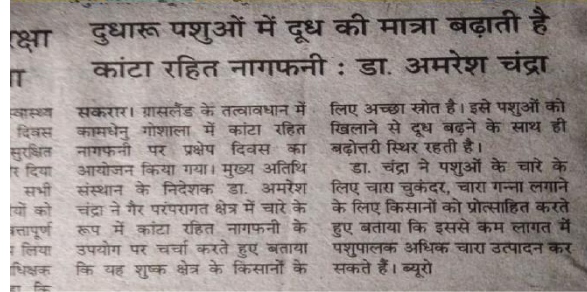 दुधारू पशुओं में दूध की मात्रा बढ़ाती है
कांटा रहित नागफनी : डा. अमरेश चंद्रा
सकरार। ग्रासलैंड के तत्वावधान में
कामधेनु गोशाला में कांटा रहित
नागफनी पर प्रक्षेप दिवस का
आयोजन किया गया। मुख्य अतिथि
संस्थान के निदेशक डा. अमरेश
चंद्रा ने गैर परंपरागत क्षेत्र में चारे के
रूप में कांटा रहित नागफनी के
उपयोग पर चर्चा करते हुए बताया
कि यह शुष्क क्षेत्र के किसानों के
लिए अच्छा स्रोत है। इसे पशुओं को
खिलाने से दूध बढ़ने के साथ ही
बढ़ोत्तरी स्थिर रहती है।
डा. चंद्रा ने पशुओं के चारे के
लिए चारा चुकंदर, चारा गन्ना लगाने
के लिए किसानों को प्रोत्साहित करते
हुए बताया कि इससे कम लागत में
पशुपालक अधिक चारा उत्पादन कर
सकते हैं। ब्यूरो
दिवस
दिया
सभी
को
लिया